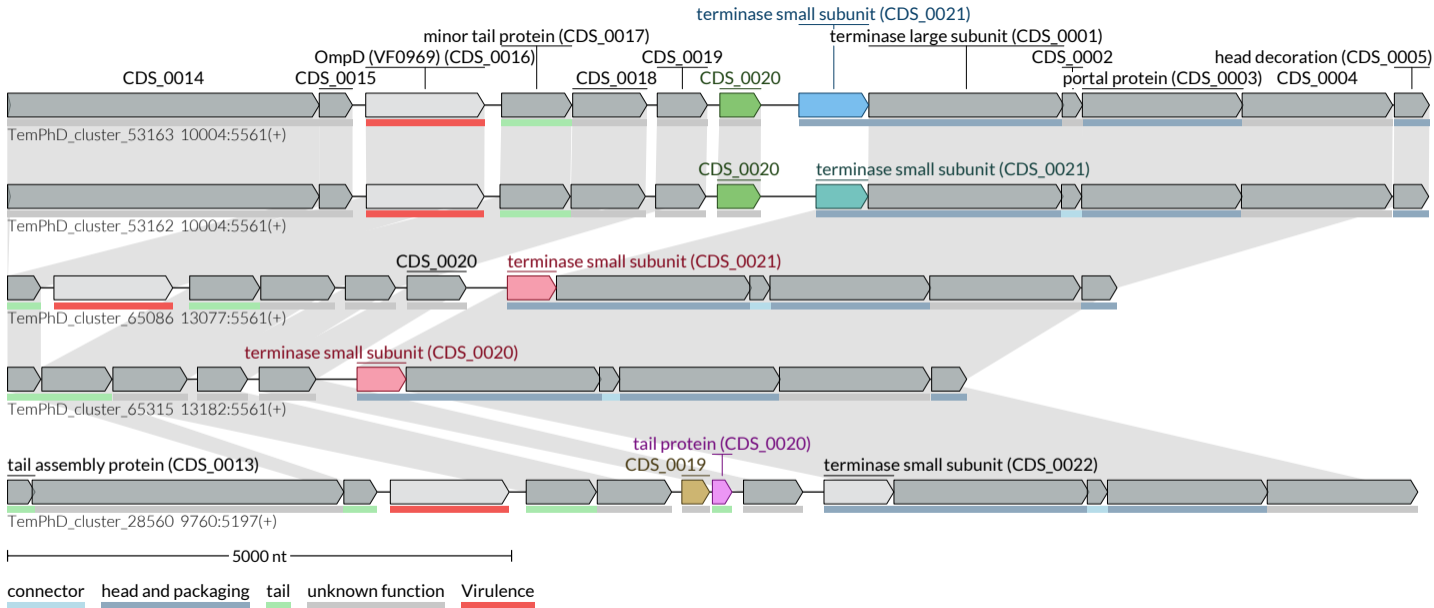 terminase small subunit (CDS_0021)
minor tail protein (CDS_0017) terminase large subunit (CDS_0001)
OmpD (VF0969) (CDS_0016) CDS_0019 CDS_0002 head decoration (CDS_0005)
CDS_0014 CDS_0015 CDS_0018 CDS_0020 portal protein (CDS_0003) CDS_0004
TemPhD_cluster_53163 10004:5561(+)
CDS_0020 terminase small subunit (CDS_0021)
TemPhD_cluster_53162 10004:5561(+)
CDS_0020 terminase small subunit (CDS_0021)
TemPhD_cluster_65086 13077:5561(+)
terminase small subunit (CDS_0020)
TemPhD_cluster_65315 13182:5561(+)
tail protein (CDS_0020)
tail assembly protein (CDS_0013) CDS_0019 terminase small subunit (CDS_0022)
TemPhD_cluster_28560 9760:5197(+)
5000 nt
connector head and packaging tail unknown function Virulence